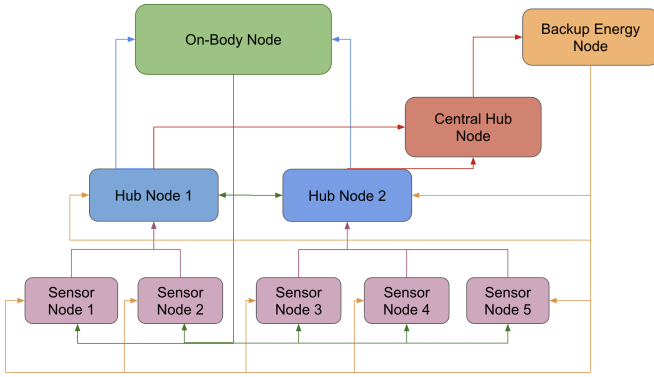 On-Body Node
Backup Energy
Node
Central Hub
Node
Hub Node 1
Hub Node 2
Sensor
Node 1
Sensor
Node 2
Sensor
Node 3
Sensor
Node 4
Sensor
Node 5